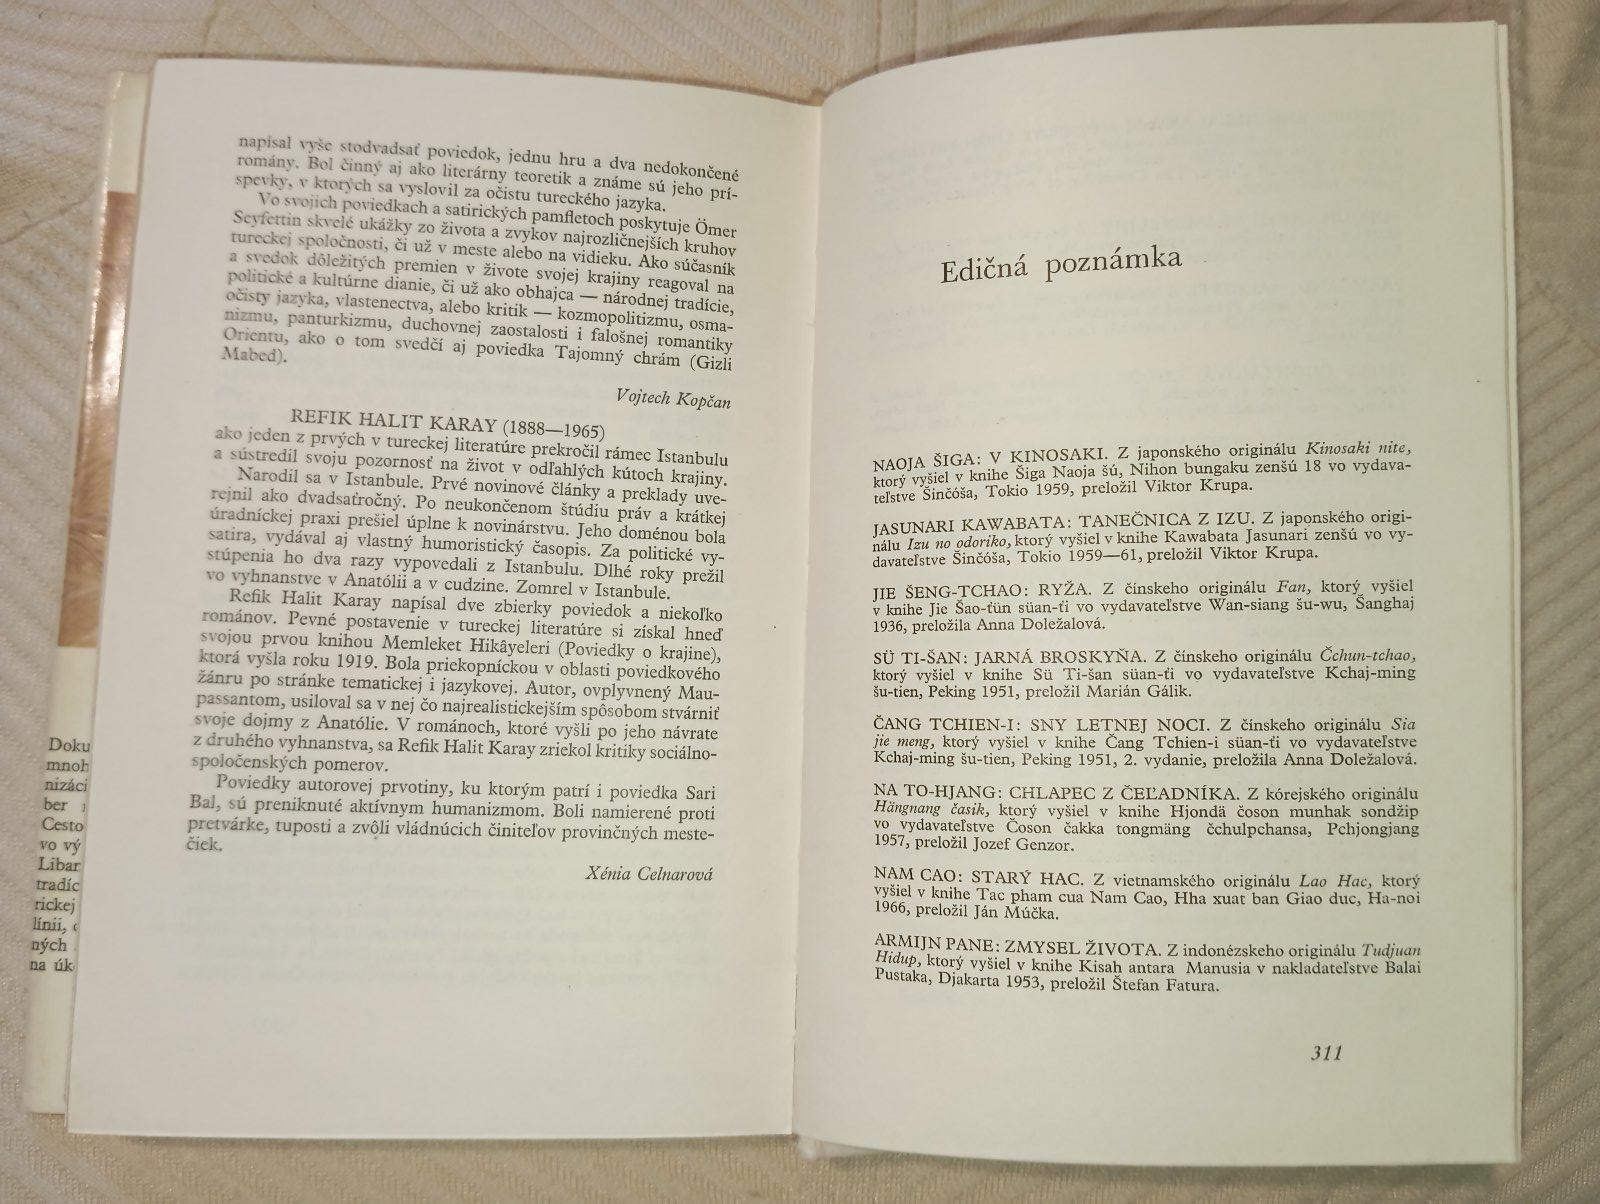 napísal vyše stodvadsať poviedok, jednu hru a dva nedokončené
romány. Bol činný aj ako literárny teoretik a známe sú jeho prí-
spevky, v ktorých sa vyslovil za očistu tureckého jazyka.
Vo svojich poviedkach a satirických pamfletoch poskytuje Ömer
Seyfettin skvelé ukážky zo života a zvykov najrozličnejších kruhov
tureckej spoločnosti, či už v meste alebo na vidieku. Ako súčasník
a svedok dôležitých premien v živote svojej krajiny reagoval na
politické a kultúrne dianie, či už ako obhajca — národnej tradície,
očisty jazyka, vlastenectva, alebo kritik — kozmopolitizmu, osma-
nizmu, panturkizmu, duchovnej zaostalosti i falošnej romantiky
Orientu, ako o tom svedčí aj poviedka Tajomný chrám (Gizli
Mabed).
Vojtech Kopčan
REFIK HALIT KARAY (1888—1965)
ako jeden z prvých v tureckej literatúre prekročil rámec Istanbulu
a sústredil svoju pozornosť na život v odľahlých kútoch krajiny.
Narodil sa v Istanbule. Prvé novinové články a preklady uve-
rejnil ako dvadsaťročný. Po neukončenom štúdiu práv a krátkej
úradníckej praxi prešiel úplne k novinárstvu. Jeho doménou bola
satira, vydával aj vlastný humoristický časopis. Za politické vy-
stúpenia ho dva razy vypovedali z Istanbulu. Dlhé roky prežil
vo vyhnanstve v Anatólii a v cudzine. Zomrel v Istanbule.
Refik Halit Karay napísal dve zbierky poviedok a niekoľko
románov. Pevné postavenie v tureckej literatúre si získal hneď
svojou prvou knihou Memleket Hikâyeleri (Poviedky o krajine),
ktorá vyšla roku 1919. Bola priekopníckou v oblasti poviedkového
žánru po stránke tematickej i jazykovej. Autor, ovplyvnený Mau-
passantom, usiloval sa v nej čo najrealistickejším spôsobom stvárniť
svoje dojmy z Anatólie. V románoch, ktoré vyšli po jeho návrate
z druhého vyhnanstva, sa Refik Halit Karay zriekol kritiky sociálno-
spoločenských pomerov.
Poviedky autorovej prvotiny, ku ktorým patrí i poviedka Sari
Bal, sú preniknuté aktívnym humanizmom. Boli namierené proti
pretvárke, tuposti a zvôli vládnúcich činiteľov provinčných meste-
čiek.
Xénia Celnarová
Doku
mnoh
nizáci
ber
Cesto
vo vý
Libar
tradíc
rickej
línii,
ných
na úk
Edičná poznámka
NAOJA ŠIGA: V KINOSAKI. Z japonského originálu Kinosaki nite,
ktorý vyšiel v knihe Šiga Naoja šú, Nihon bungaku zenšú 18 vo vydava-
teľstve Šinčóša, Tokio 1959, preložil Viktor Krupa.
JASUNARI KAWABATA: TANEČNICA Z IZU. Z japonského origi-
nálu Izu no odoriko, ktorý vyšiel v knihe Kawabata Jasunari zenšú vo vy-
davateľstve Šinčóša, Tokio 1959—61, preložil Viktor Krupa.
JIE ŠENG-TCHAO: RYŽA. Z čínskeho originálu Fan, ktorý vyšiel
v knihe Jie Šao-ťün süan-ťi vo vydavateľstve Wan-siang šu-wu, Šanghaj
1936, preložila Anna Doležalová.
SÜ TI-ŠAN: JARNÁ BROSKYŇA. Z čínskeho originálu Čchun-tchao,
ktorý vyšiel v knihe Sü Ti-šan süan-ťi vo vydavateľstve Kchaj-ming
šu-tien, Peking 1951, preložil Marián Gálik.
ČANG TCHIEN-I: SNY LETNEJ NOCI. Z čínskeho originálu Sia
jie meng, ktorý vyšiel v knihe Čang Tchien-i süan-ťi vo vydavateľstve
Kchaj-ming šu-tien, Peking 1951, 2. vydanie, preložila Anna Doležalová.
NA TO-HJANG: CHLAPEC Z ČEĽADNÍKA. Z kórejského originálu
Hängnang časik, ktorý vyšiel v knihe Hjondä čoson munhak sondžip
vo vydavateľstve Čoson čakka tongmäng čchulpchansa, Pchjongjang
1957, preložil Jozef Genzor.
NAM CAO: STARÝ HAC. Z vietnamského originálu Lao Hac, ktorý
vyšiel v knihe Tac pham cua Nam Cao, Hha xuat ban Giao duc, Ha-noi
1966, preložil Ján Múčka.
ARMIJN PANE: ZMYSEL ŽIVOTA. Z indonézskeho originálu Tudjuan
Hidup, ktorý vyšiel v knihe Kisah antara Manusia v nakladateľstve Balai
Pustaka, Djakarta 1953, preložil Štefan Fatura.
311